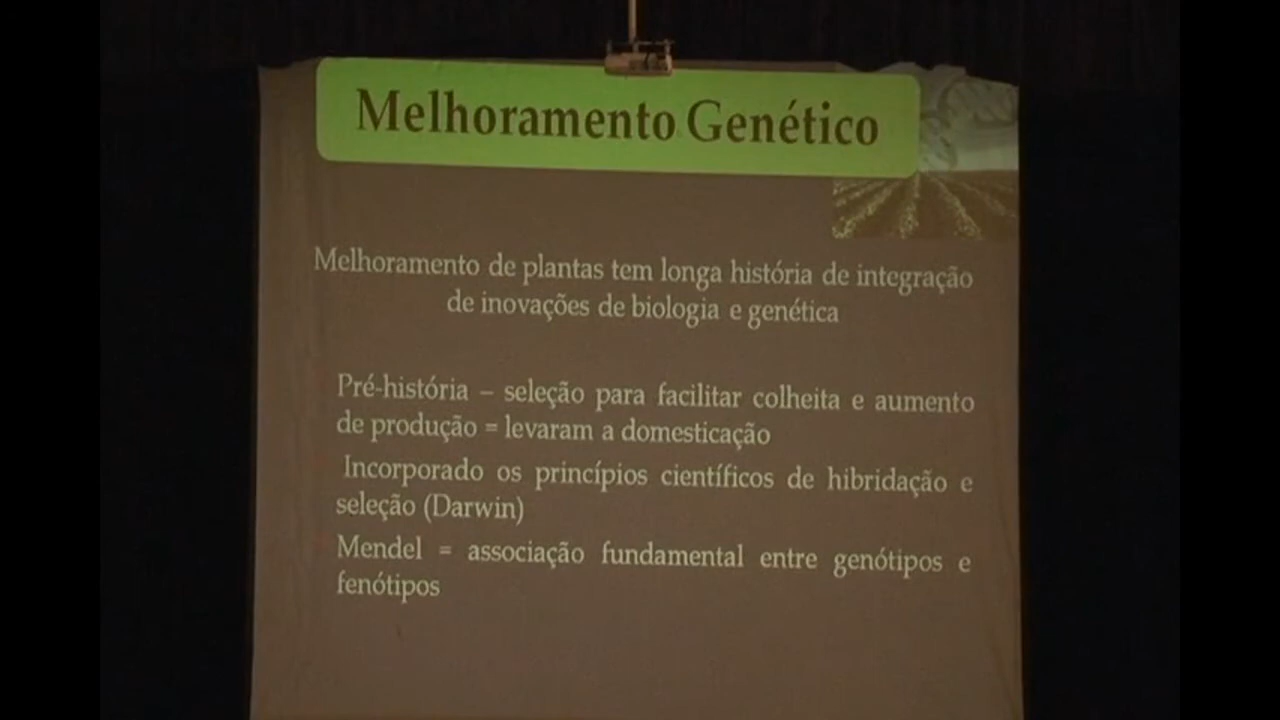 Melhoramento Genético
Melhoramento de plantas tem longa história de integração
de inovações de biologia e genética
Pré-história – seleção para facilitar colheita e aumento
de produção = levaram a domesticação
Incorporado os princípios científicos de hibridação e
seleção (Darwin)
Mendel = associação fundamental entre genótipos e
fenótipos